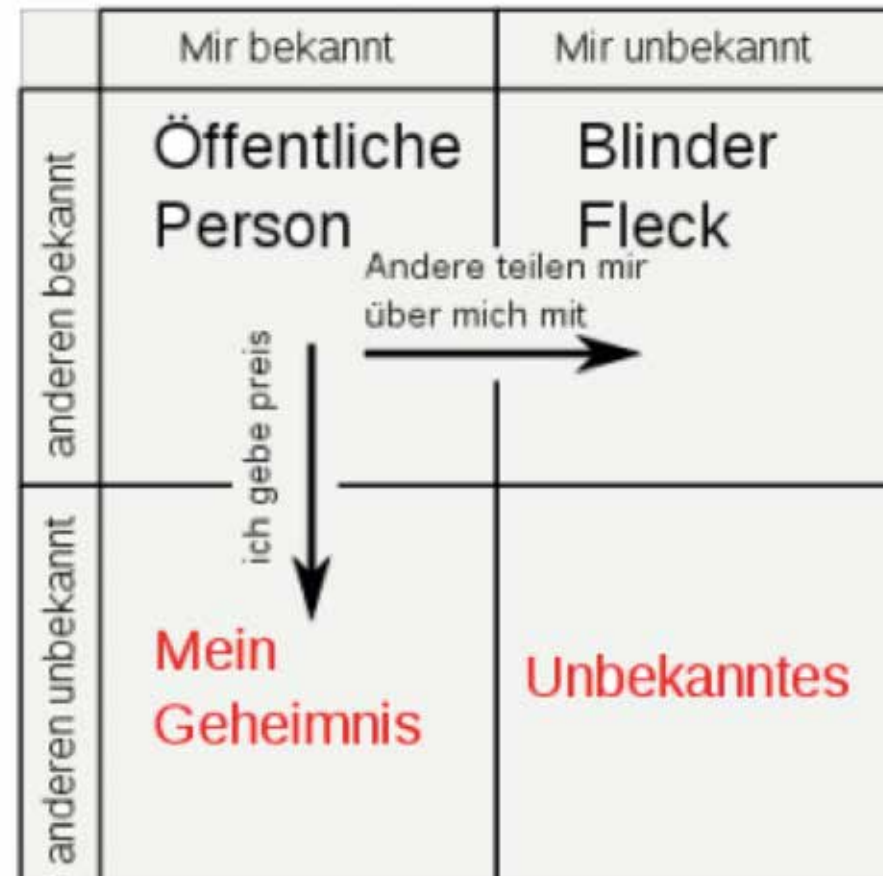 Mir bekannt
Mir unbekannt
anderen bekannt
Öffentliche
Person
Blinder
Fleck
Andere teilen mir
über mich mit
ich gebe preis
anderen unbekannt
Mein
Geheimnis
Unbekanntes